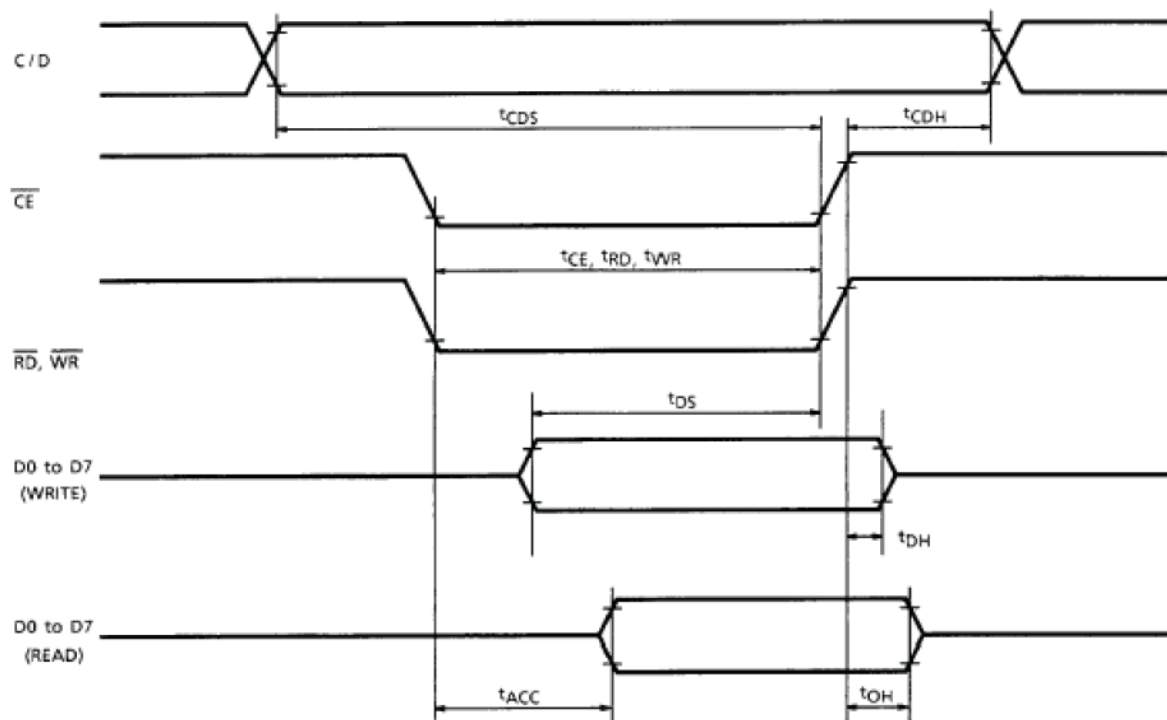 C/D
tCDS
tCDH
CE
tCE, tRD, tWR
RD, WR
tDS
D0 to D7
(WRITE)
tDH
D0 to D7
(READ)
tACC
tOH